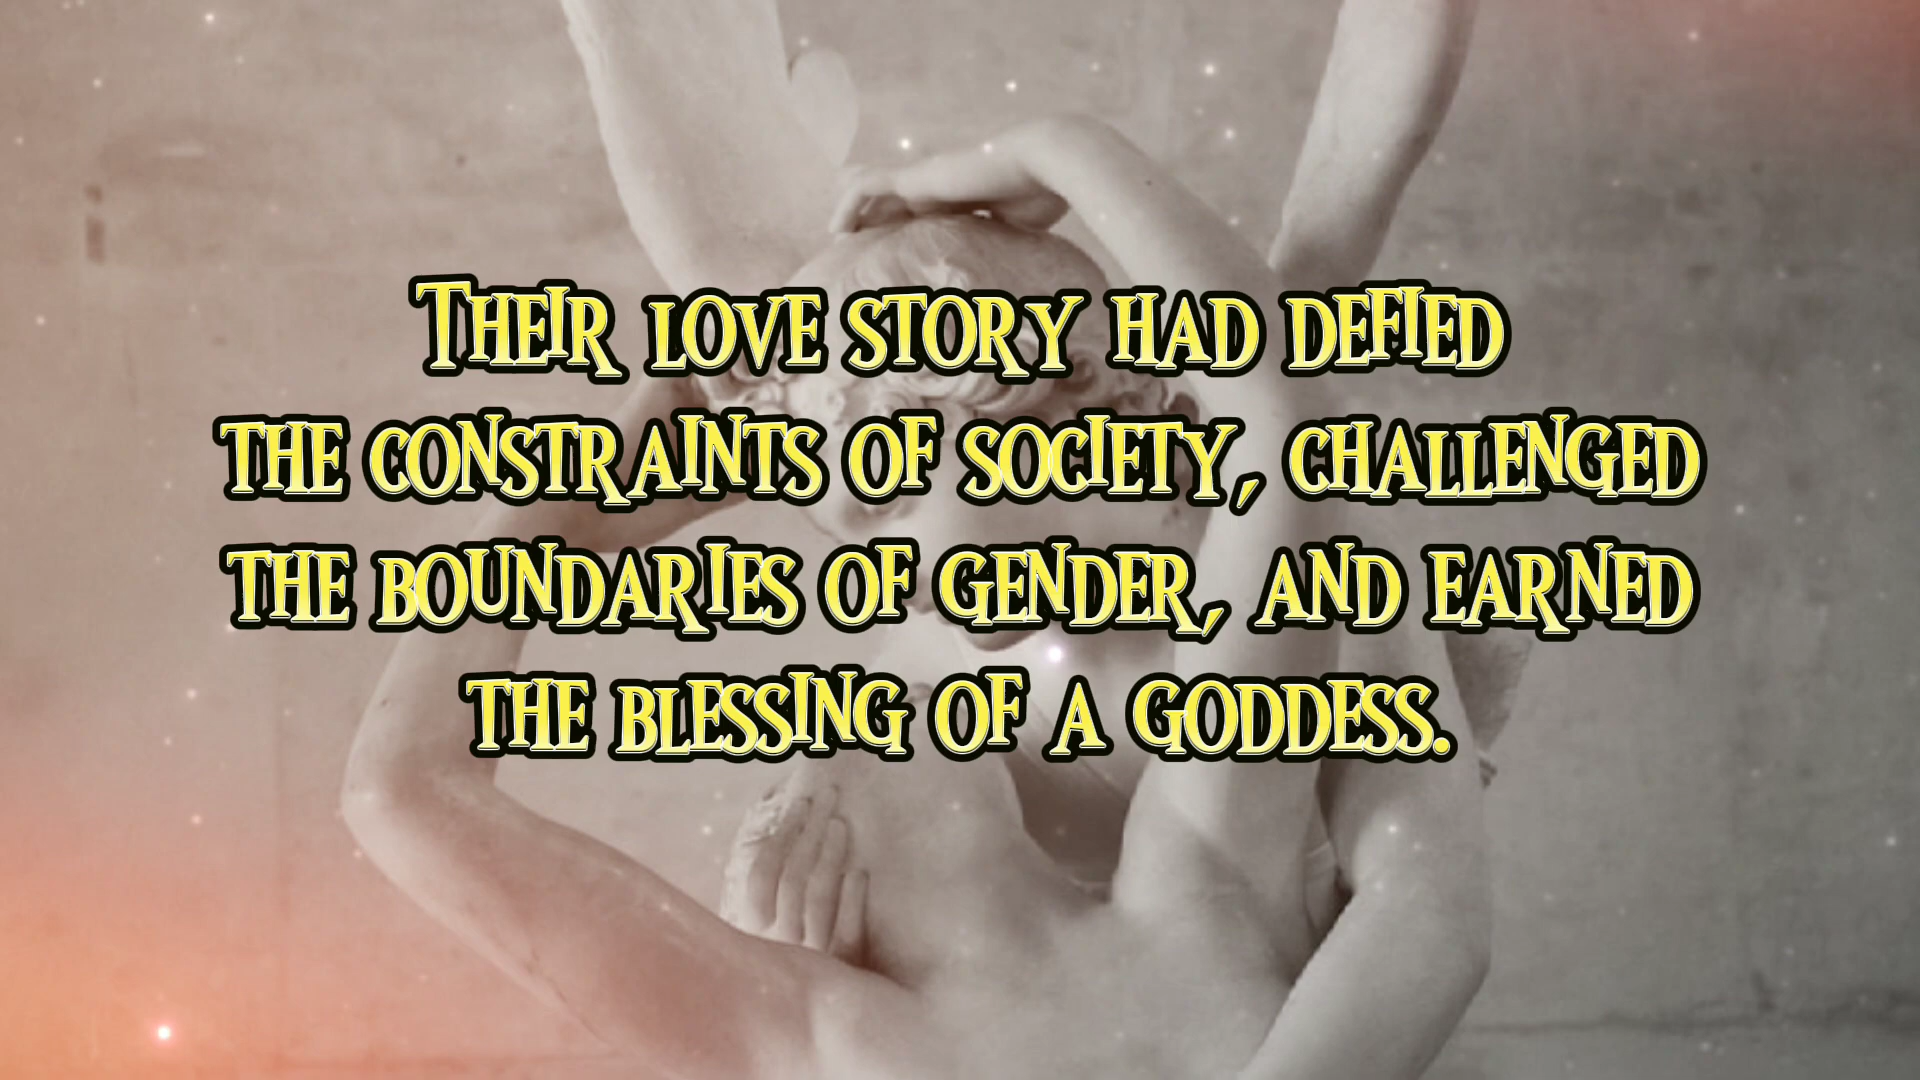 Their love story had defied
the constraints of society, challenged
the boundaries of gender, and earned
the blessing of a goddess.